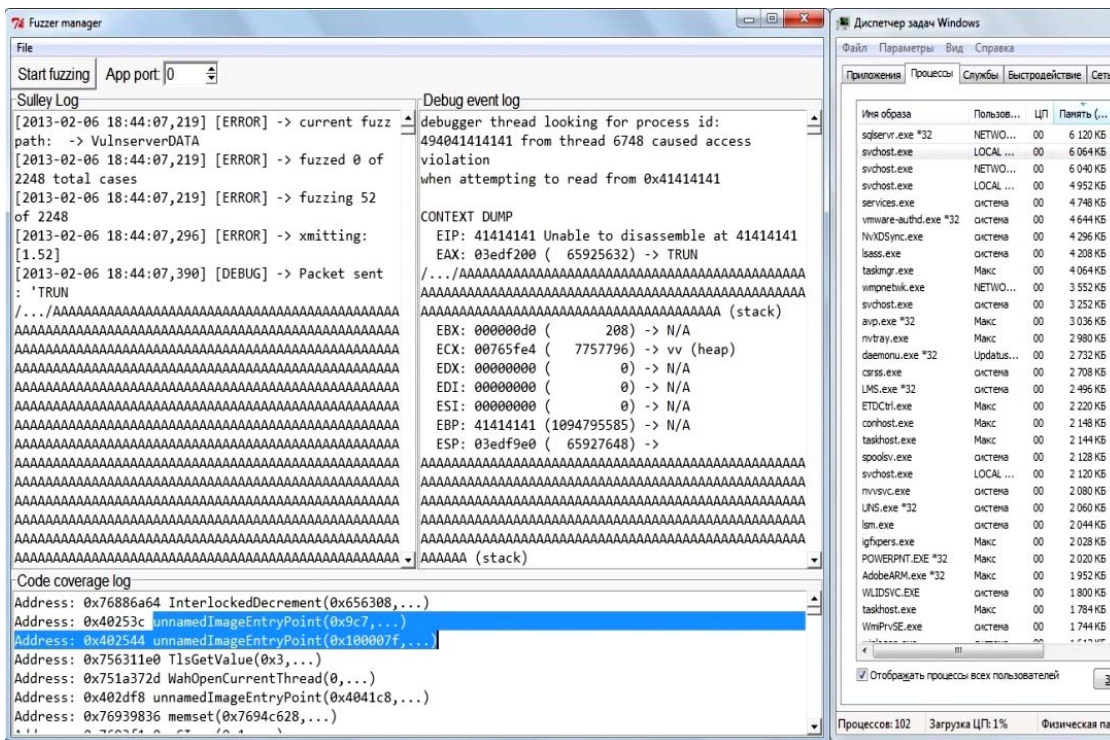 Fuzzer manager
File
Start fuzzing App port: 0
Sulley Log
[2013-02-06 18:44:07,219] [ERROR] -> current fuzz
path:  -> VulnserverDATA
[2013-02-06 18:44:07,219] [ERROR] -> fuzzed 0 of
2248 total cases
[2013-02-06 18:44:07,219] [ERROR] -> fuzzing 52
of 2248
[2013-02-06 18:44:07,296] [ERROR] -> xmitting:
[1.52]
[2013-02-06 18:44:07,390] [DEBUG] -> Packet sent
: 'TRUN
Debug event log
debugger thread looking for process id:
494041414141 from thread 6748 caused access
violation
when attempting to read from 0x41414141
CONTEXT DUMP
EIP: 41414141 Unable to disassemble at 41414141
EAX: 03edf200 (  65925632) -> TRUN
(stack)
EBX: 000000d0 (       208) -> N/A
ECX: 00765fe4 (   7757796) -> vv (heap)
EDX: 00000000 (         0) -> N/A
EDI: 00000000 (         0) -> N/A
ESI: 00000000 (         0) -> N/A
EBP: 41414141 (1094795585) -> N/A
ESP: 03edf9e0 (  65927648) ->
AAAAAA (stack)
Code coverage log
Address: 0x76886a64 InterlockedDecrement(0x656308,...)
Address: 0x40253c unnamedImageEntryPoint(0x9c7,...)
Address: 0x402544 unnamedImageEntryPoint(0x100007f,...)
Address: 0x756311e0 TlsGetValue(0x3,...)
Address: 0x751a372d WahOpenCurrentThread(0,...)
Address: 0x402df8 unnamedImageEntryPoint(0x4041c8,...)
Address: 0x76939836 memset(0x7694c628,...)
Диспетчер задач Windows
Файл Параметры Вид Справка
Приложения Процессы Службы Быстродействие Сеть
Имя образа Пользов... ЦП Память (...
sqlservr.exe *32 NETWO... 00 6 120 КБ
svchost.exe LOCAL ... 00 6 064 КБ
svchost.exe NETWO... 00 6 040 КБ
svchost.exe LOCAL ... 00 4 952 КБ
services.exe система 00 4 748 КБ
vmware-authd.exe *32 система 00 4 644 КБ
NvXDSync.exe система 00 4 296 КБ
lsass.exe система 00 4 208 КБ
taskmgr.exe Макс 00 4 064 КБ
wmpnetwk.exe NETWO... 00 3 552 КБ
svchost.exe система 00 3 252 КБ
avp.exe *32 Макс 00 3 036 КБ
nvtray.exe Макс 00 2 980 КБ
daemonu.exe *32 Updatus... 00 2 732 КБ
csrss.exe система 00 2 708 КБ
LMS.exe *32 система 00 2 496 КБ
ETDCtrl.exe Макс 00 2 220 КБ
conhost.exe Макс 00 2 148 КБ
taskhost.exe Макс 00 2 144 КБ
spoolsv.exe система 00 2 128 КБ
svchost.exe LOCAL ... 00 2 120 КБ
nvvsvc.exe система 00 2 080 КБ
UNS.exe *32 система 00 2 060 КБ
lsm.exe система 00 2 044 КБ
igfxpers.exe Макс 00 2 028 КБ
POWERPNT.EXE *32 Макс 00 2 020 КБ
AdobeARM.exe *32 Макс 00 1 952 КБ
WLIDSVC.EXE система 00 1 800 КБ
taskhost.exe Макс 00 1 784 КБ
WmiPrvSE.exe система 00 1 744 КБ
Отображать процессы всех пользователей
Процессов: 102 Загрузка ЦП: 1% Физическая па